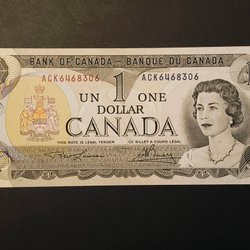 BANK OF CANADA - BANQUE DU CANADA
ACK6468306 ACK6468306
UN 1 ONE
DOLLAR
CANADA
THIS NOTE IS LEGAL TENDER CE BILLET A COURS LÉGAL